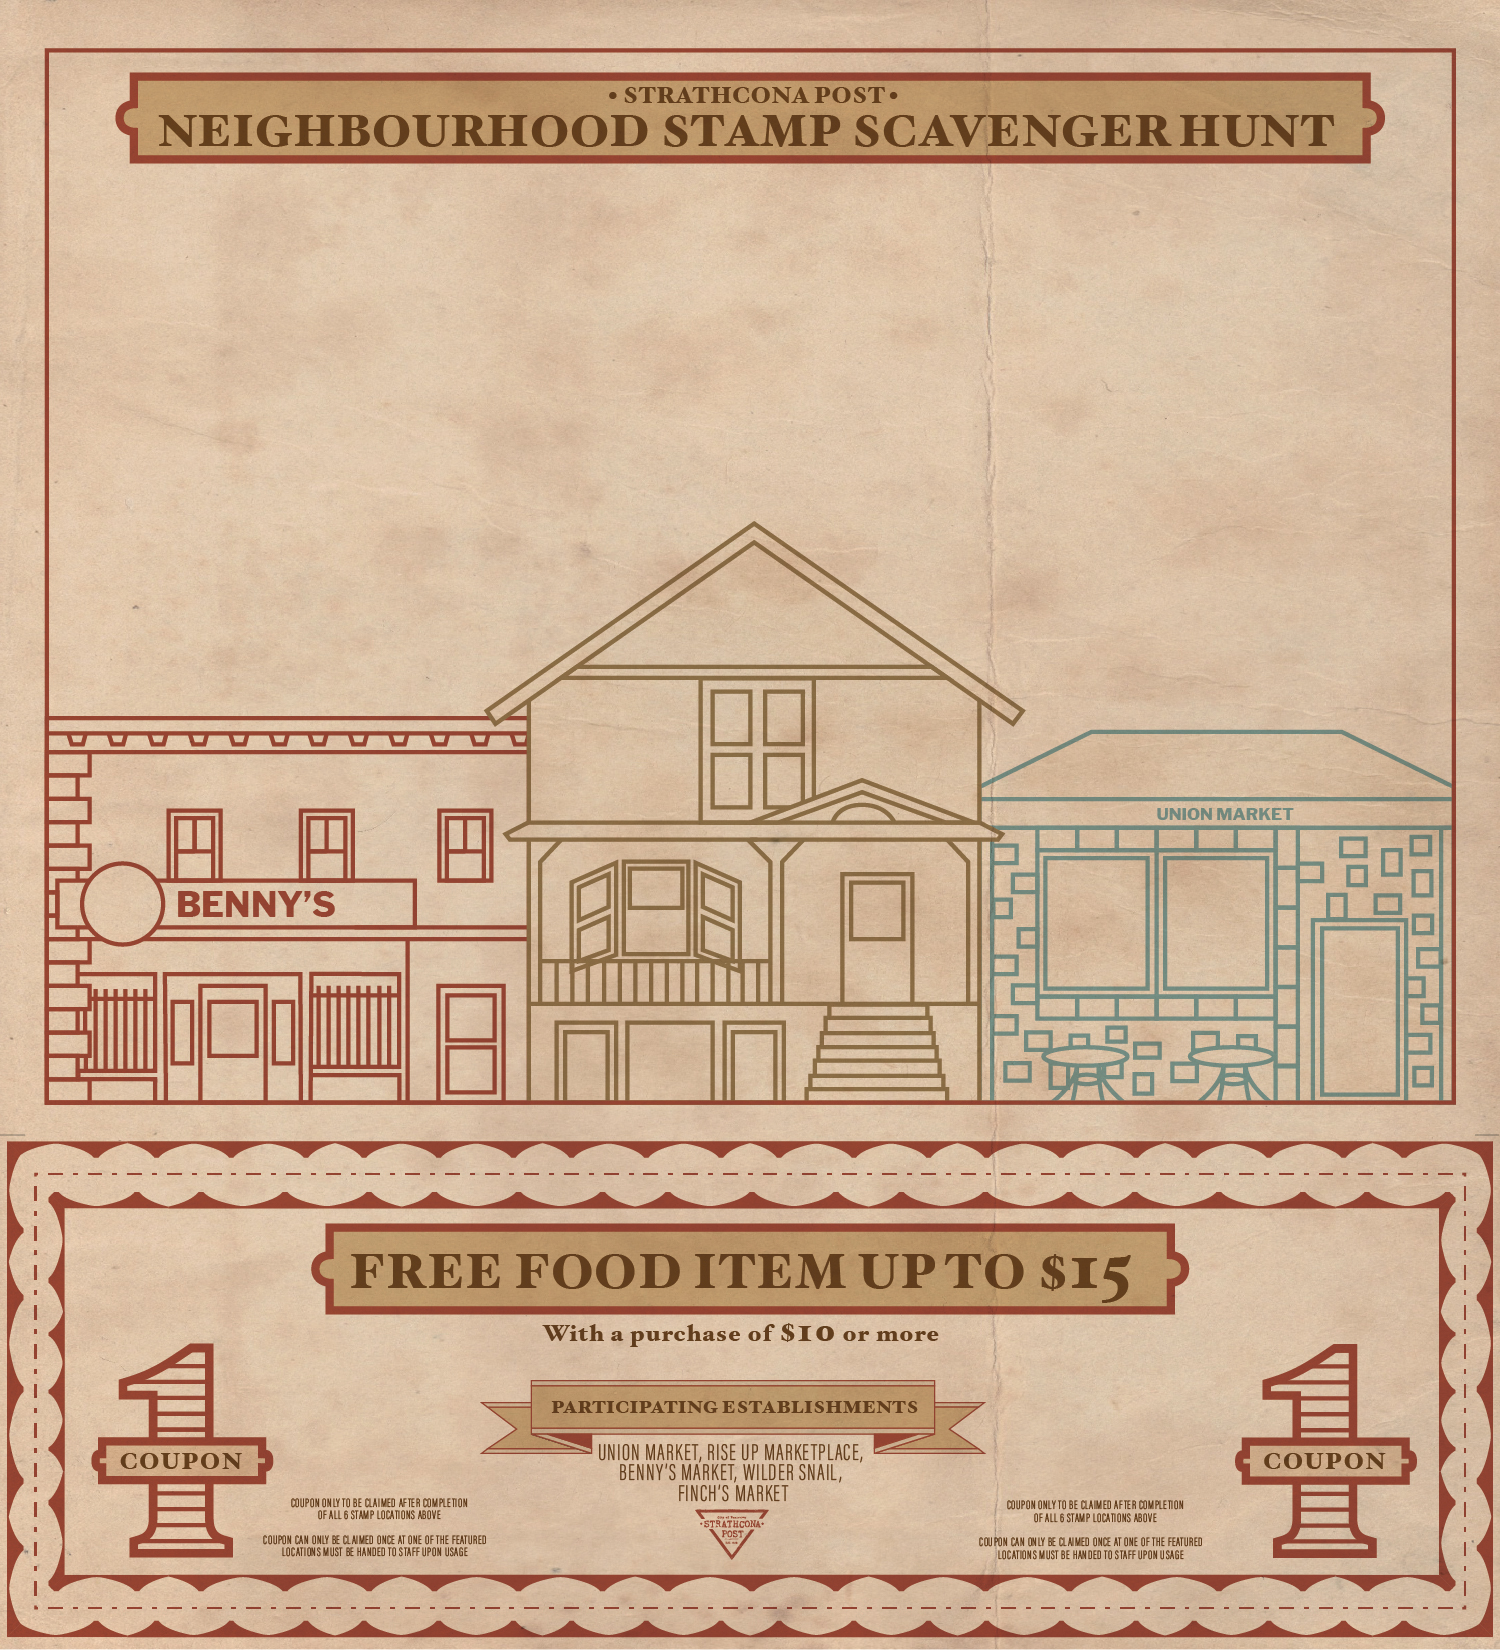 • STRATHCONA POST •
NEIGHBOURHOOD STAMP SCAVENGER HUNT
UNION MARKET
BENNY'S
FREE FOOD ITEM UP TO $15
With a purchase of $10 or more
PARTICIPATING ESTABLISHMENTS
UNION MARKET, RISE UP MARKETPLACE,
BENNY'S MARKET, WILDER SNAIL,
FINCH'S MARKET
COUPON
COUPON ONLY TO BE CLAIMED AFTER COMPLETION
OF ALL 6 STAMP LOCATIONS ABOVE
COUPON CAN ONLY BE CLAIMED ONCE AT ONE OF THE FEATURED
LOCATIONS MUST BE HANDED TO STAFF UPON USAGE
STRATHCONA
POST
COUPON ONLY TO BE CLAIMED AFTER COMPLETION
OF ALL 6 STAMP LOCATIONS ABOVE
COUPON CAN ONLY BE CLAIMED ONCE AT ONE OF THE FEATURED
LOCATIONS MUST BE HANDED TO STAFF UPON USAGE
COUPON